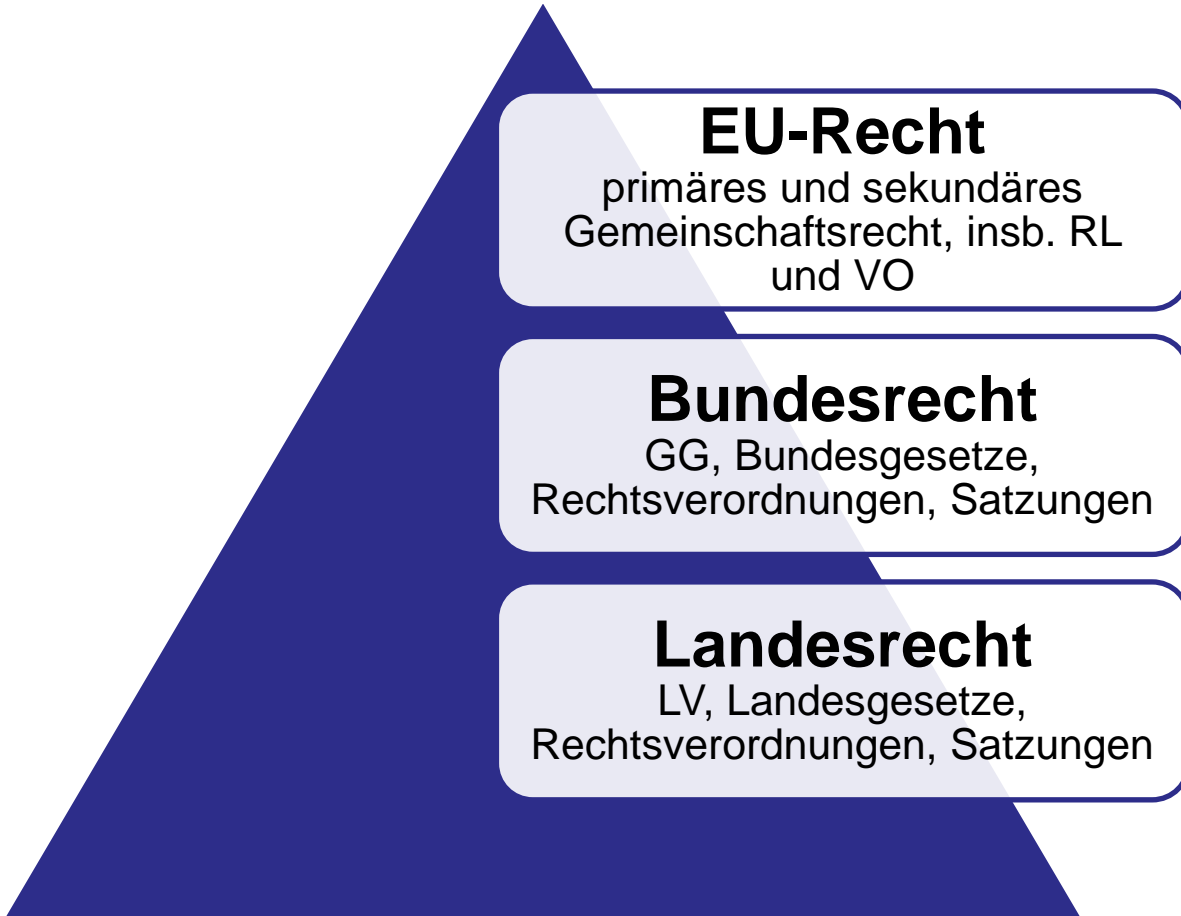 EU-Recht
primäres und sekundäres
Gemeinschaftsrecht, insb. RL
und VO
Bundesrecht
GG, Bundesgesetze,
Rechtsverordnungen, Satzungen
Landesrecht
LV, Landesgesetze,
Rechtsverordnungen, Satzungen